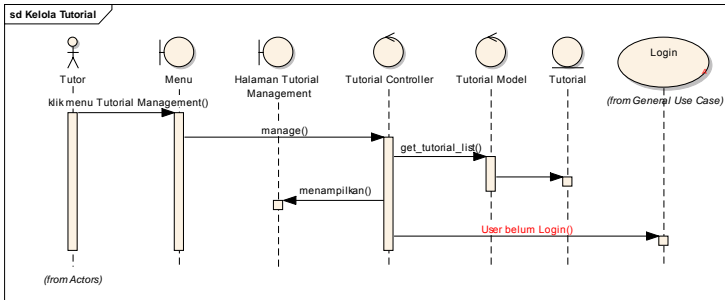 sd Kelola Tutorial
Tutor
Menu
Halaman Tutorial
Management
Tutorial Controller
Tutorial Model
Tutorial
Login
(from General Use Case)
klik menu Tutorial Management()
manage()
get_tutorial_list()
menampilkan()
User belum Login()
(from Actors)